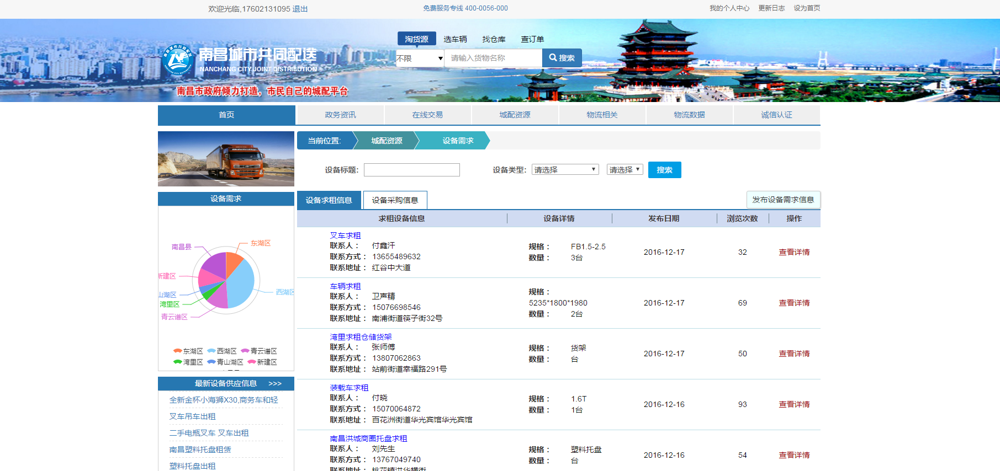 欢迎光临,17602131095 退出
免费服务专线 400-0056-000
我的个人中心 更新日志 设为首页
淘货源 选车辆 找仓库 查订单
不限 请输入货物名称 搜索
南昌城市共同配送
NANCHANG CITY JOINT DISTRIBUTION
南昌市政府倾力打造，市民自己的城配平台
首页 政务资讯 在线交易 城配资源 物流相关 物流数据 诚信认证
当前位置: 城配资源 设备需求
设备标题: 设备类型: 请选择 请选择 搜索
设备需求
南昌县
东湖区
新建区
西湖区
山湖区
湾里区
青云谱区
东湖区 西湖区 青云谱区
湾里区 青山湖区 新建区
最新设备供应信息 >>>
全新金杯小海狮X30,商务车和轻
叉车吊车出租
二手电瓶叉车 叉车出租
南昌塑料托盘租赁
塑料托盘出租
设备求租信息 设备采购信息 发布设备需求信息
求租设备信息 设备详情 发布日期 浏览次数 操作
叉车求租
联系人： 付鑫汗
联系方式： 13655489632
联系地址： 红谷中大道
规格： FB1.5-2.5
数量： 3台
2016-12-17 32 查看详情
车辆求租
联系人： 卫声精
联系方式： 15076698546
联系地址： 南浦街道筷子街32号
规格：
5235*1800*1980
数量： 2台
2016-12-17 69 查看详情
湾里求租仓储货架
联系人： 张师傅
联系方式： 13807062863
联系地址： 站前街道幸福路291号
规格： 货架
数量： 台
2016-12-17 50 查看详情
装载车求租
联系人： 付晓
联系方式： 15070064872
联系地址： 百花洲街道华光宾馆华光宾馆
规格： 1.6T
数量： 1台
2016-12-16 93 查看详情
南昌洪城商圈托盘求租
联系人： 刘先生
联系方式： 13767049740
联系地址： 桃花镇洪华横街
规格： 塑料托盘
数量： 台
2016-12-16 54 查看详情